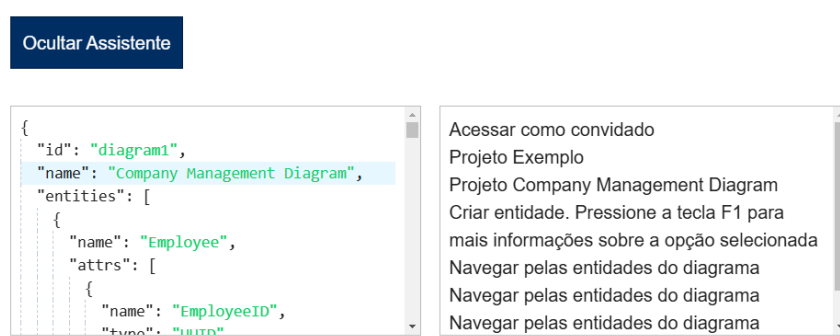 Ocultar Assistente
{
"id": "diagram1",
"name": "Company Management Diagram",
"entities": [
{
"name": "Employee",
"attrs": [
{
"name": "EmployeeID",
"type": "UUID"
Acessar como convidado
Projeto Exemplo
Projeto Company Management Diagram
Criar entidade. Pressione a tecla F1 para
mais informações sobre a opção selecionada
Navegar pelas entidades do diagrama
Navegar pelas entidades do diagrama
Navegar pelas entidades do diagrama